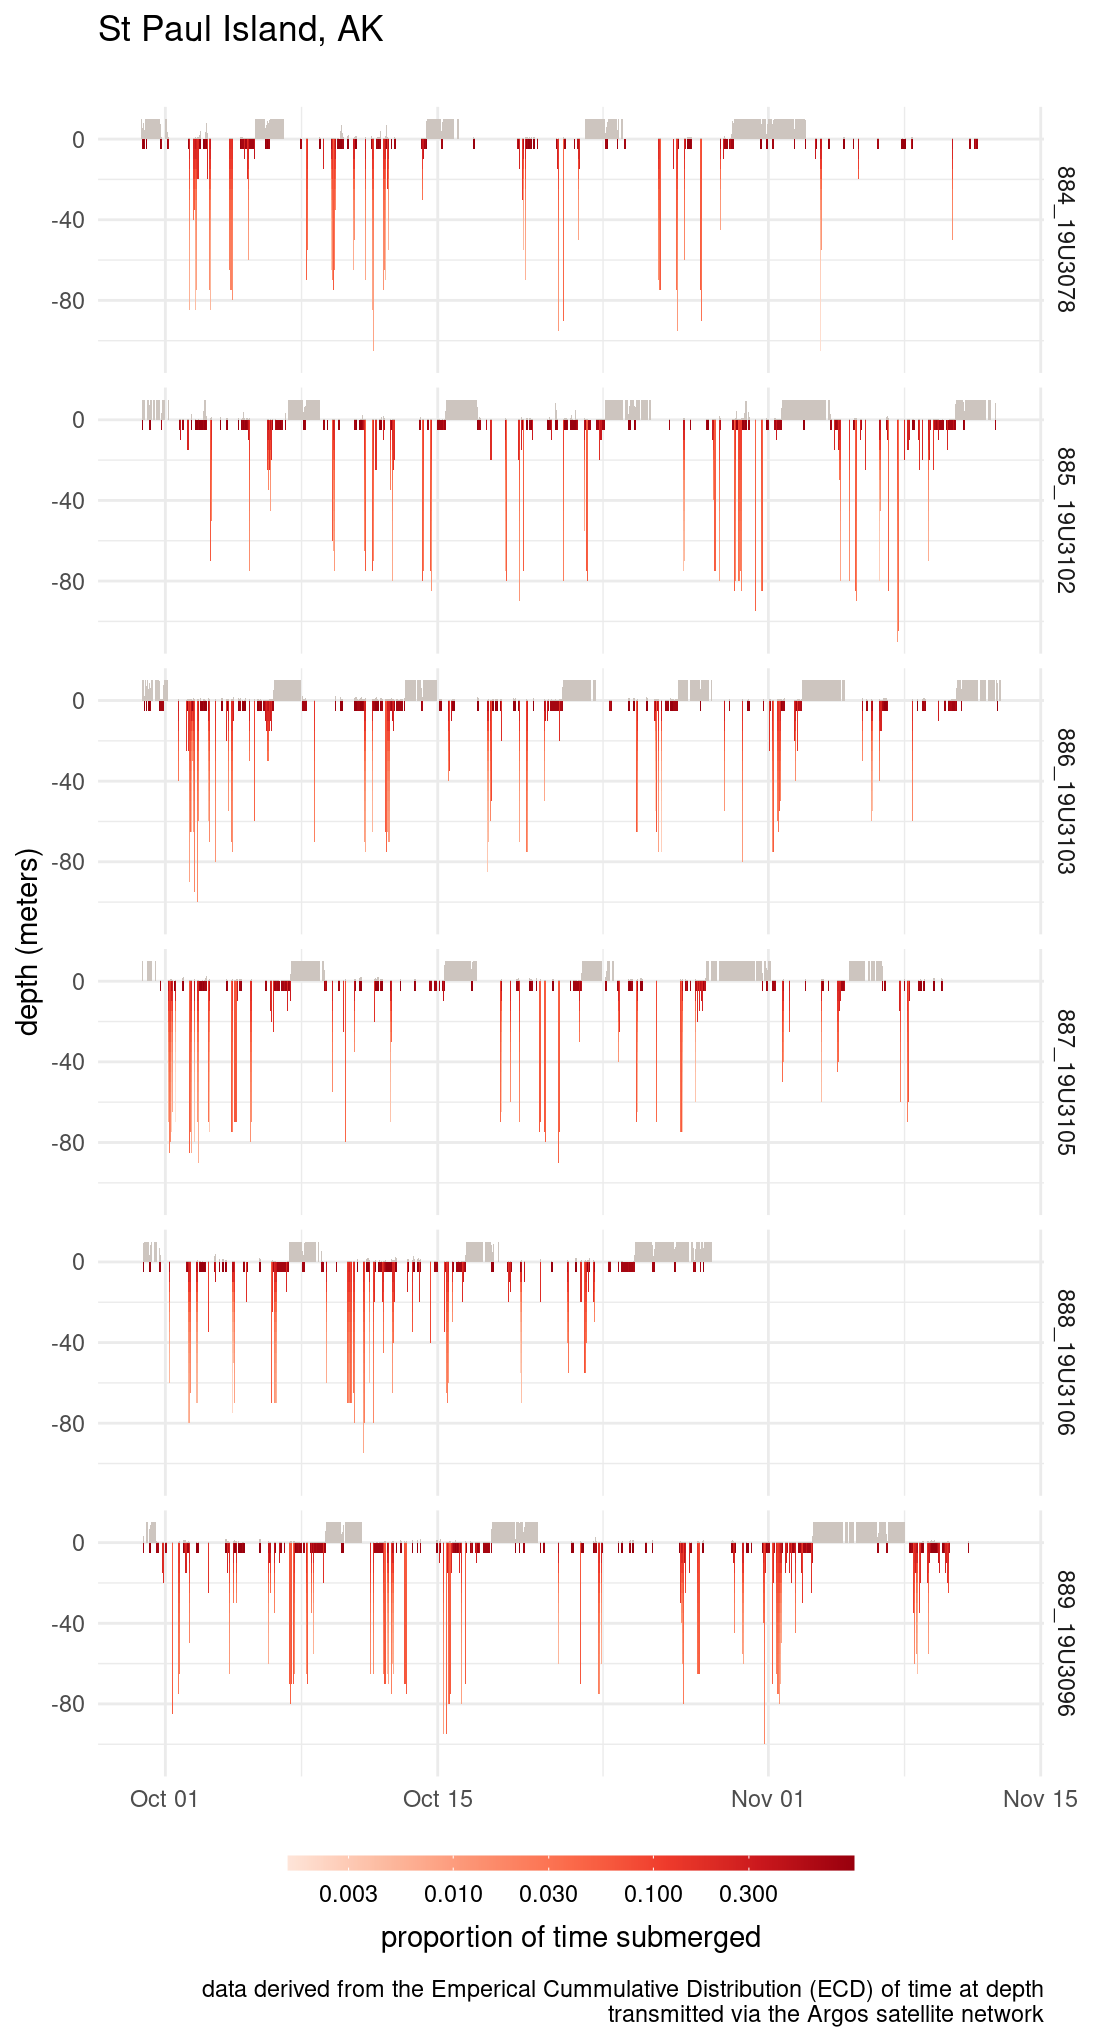 St Paul Island, AK
0
-40
-80
884_19U3078
0
-40
-80
885_19U3102
0
-40
-80
886_19U3103
depth (meters)
0
-40
-80
887_19U3105
0
-40
-80
888_19U3106
0
-40
-80
889_19U3096
Oct 01 Oct 15 Nov 01 Nov 15
0.003 0.010 0.030 0.100 0.300
proportion of time submerged
data derived from the Emperical Cummulative Distribution (ECD) of time at depth
transmitted via the Argos satellite network